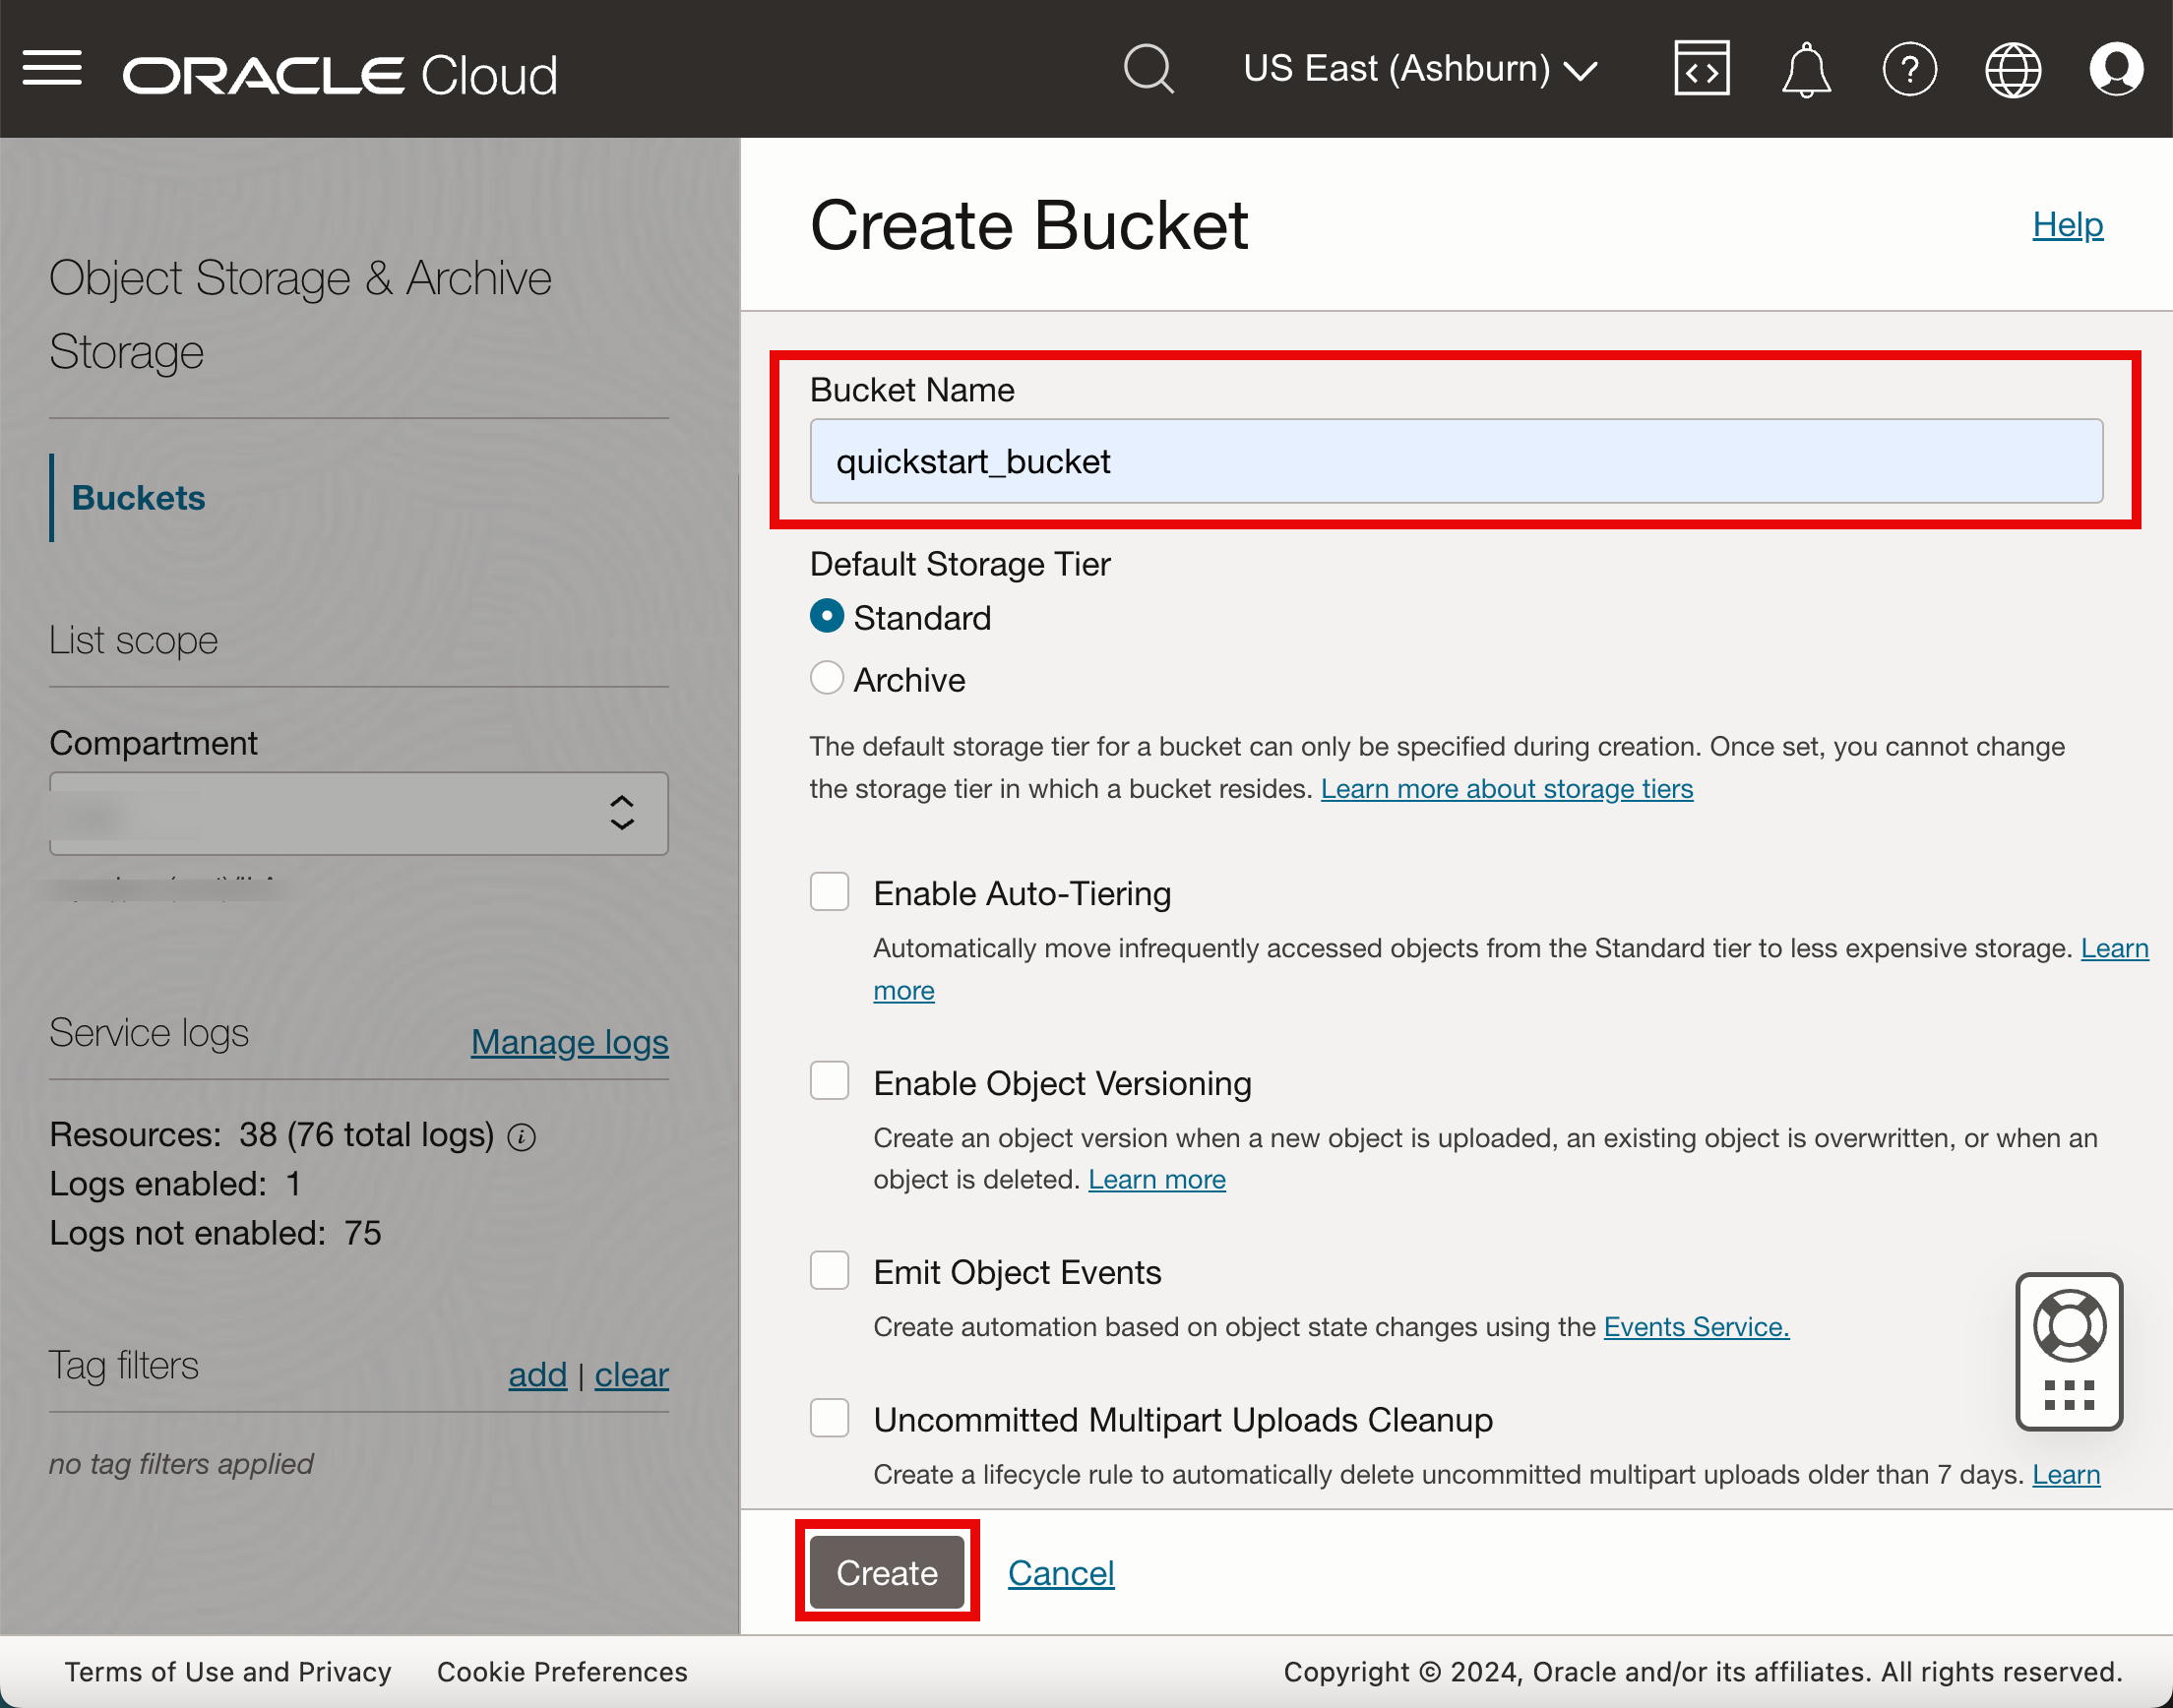 ORACLE Cloud
US East (Ashburn)
Object Storage & Archive
Storage
Buckets
List scope
Compartment
Service logs
Manage logs
Resources: 38 (76 total logs)
Logs enabled: 1
Logs not enabled: 75
Tag filters
add | clear
no tag filters applied
Create Bucket
Help
Bucket Name
quickstart_bucket
Default Storage Tier
Standard
Archive
The default storage tier for a bucket can only be specified during creation. Once set, you cannot change
the storage tier in which a bucket resides. Learn more about storage tiers
Enable Auto-Tiering
Automatically move infrequently accessed objects from the Standard tier to less expensive storage. Learn
more
Enable Object Versioning
Create an object version when a new object is uploaded, an existing object is overwritten, or when an
object is deleted. Learn more
Emit Object Events
Create automation based on object state changes using the Events Service.
Uncommitted Multipart Uploads Cleanup
Create a lifecycle rule to automatically delete uncommitted multipart uploads older than 7 days. Learn
Create
Cancel
Terms of Use and Privacy
Cookie Preferences
Copyright © 2024, Oracle and/or its affiliates. All rights reserved.